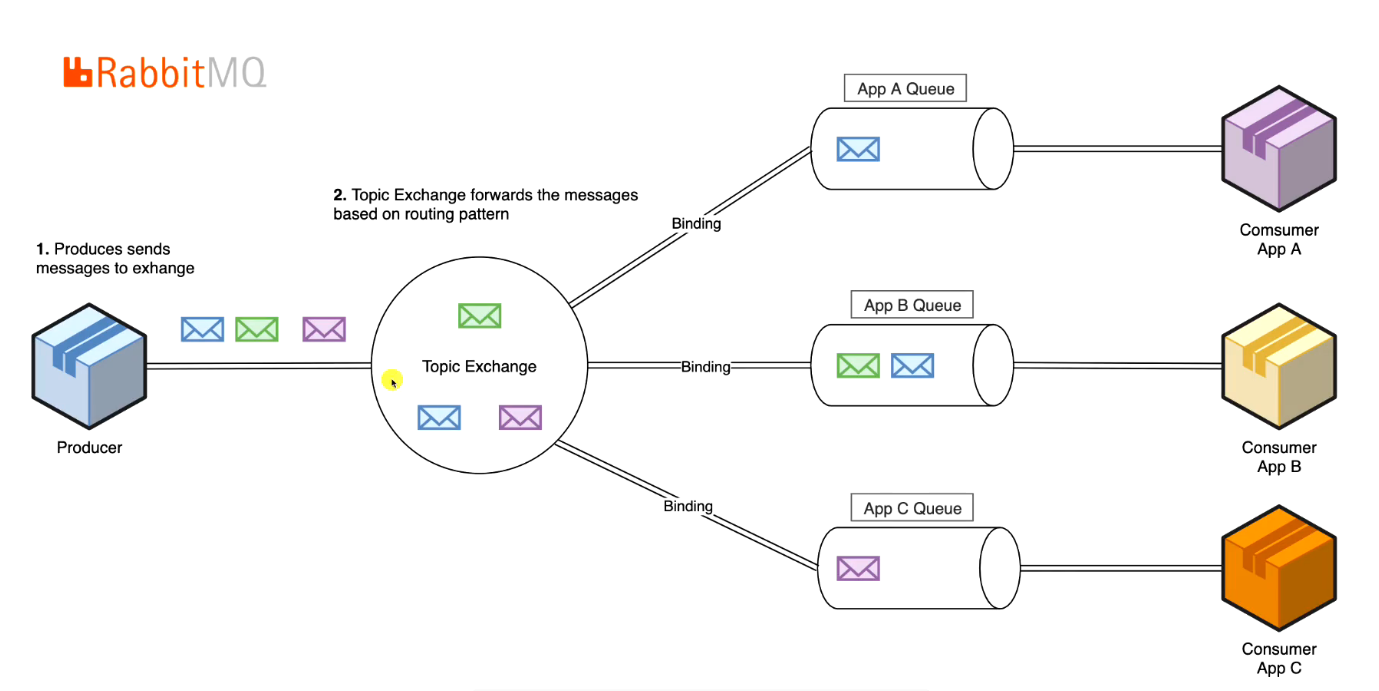 RabbitMQ
1. Produces sends
messages to exhange
Producer
2. Topic Exchange forwards the messages
based on routing pattern
Topic Exchange
Binding
Binding
Binding
App A Queue
App B Queue
App C Queue
Comsumer
App A
Consumer
App B
Consumer
App C